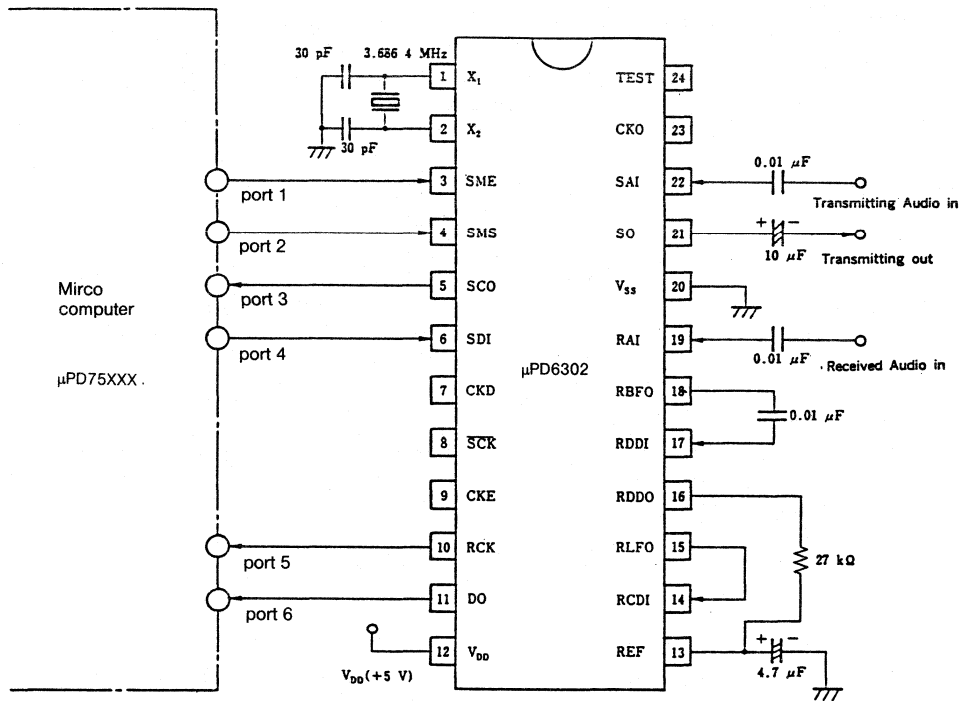 30 pF
3.686 4 MHz
30 pF
Mirco
computer
μPD75XXX
port 1
port 2
port 3
port 4
port 5
port 6
V_DD (+5 V)
μPD6302
1 X₁
2 X₂
3 SME
4 SMS
5 SCO
6 SDI
7 CKD
8 S̅C̅K̅
9 CKE
10 RCK
11 DO
12 V_DD
TEST 24
CKO 23
SAI 22
SO 21
V_SS 20
RAI 19
RBFO 18
RDDI 17
RDDO 16
RLFO 15
RCDI 14
REF 13
0.01 μF
Transmitting Audio in
+ −
10 μF
Transmitting out
0.01 μF
Received Audio in
0.01 μF
27 kΩ
+ −
4.7 μF